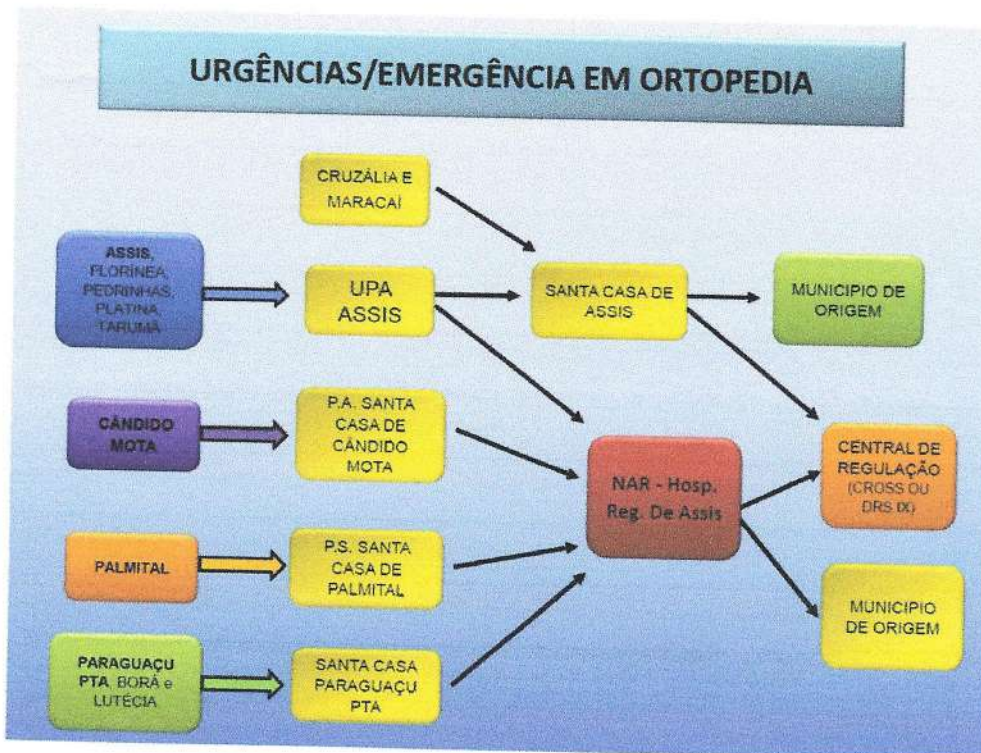 URGÊNCIAS/EMERGÊNCIA EM ORTOPEDIA
CRUZÁLIA E
MARACAÍ
ASSIS,
FLORÍNEA,
PEDRINHAS,
PLATINA,
TARUMÃ
UPA
ASSIS
SANTA CASA DE
ASSIS
MUNICIPIO DE
ORIGEM
CÂNDIDO
MOTA
P.A. SANTA
CASA DE
CÂNDIDO
MOTA
NAR - Hosp.
Reg. De Assis
CENTRAL DE
REGULAÇÃO
(CROSS OU
DRS IX)
PALMITAL
P.S. SANTA
CASA DE
PALMITAL
MUNICIPIO
DE ORIGEM
PARAGUAÇU
PTA, BORÁ e
LUTÉCIA
SANTA CASA
PARAGUAÇU
PTA